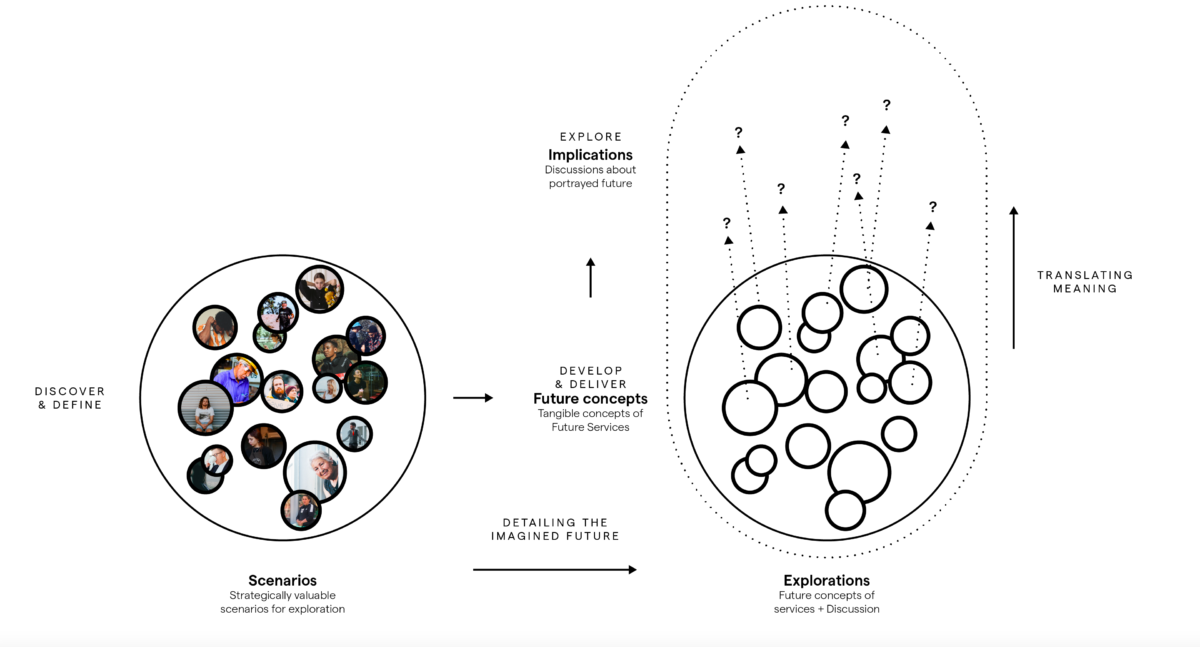 DISCOVER
& DEFINE
Scenarios
Strategically valuable
scenarios for exploration
EXPLORE
Implications
Discussions about
portrayed future
DEVELOP
& DELIVER
Future concepts
Tangible concepts of
Future Services
DETAILING THE
IMAGINED FUTURE
?
?
?
?
?
?
?
TRANSLATING
MEANING
Explorations
Future concepts of
services + Discussion